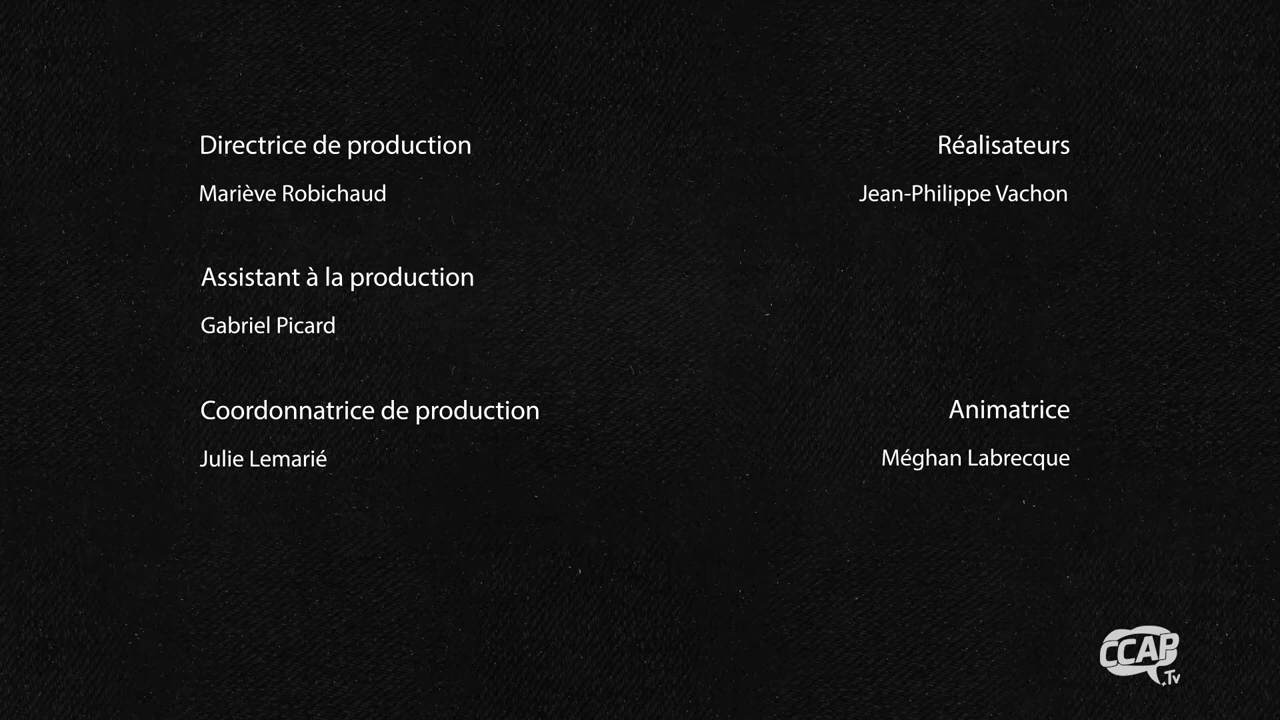 Directrice de production
Mariève Robichaud
Assistant à la production
Gabriel Picard
Coordonnatrice de production
Julie Lemarié
Réalisateurs
Jean-Philippe Vachon
Animatrice
Méghan Labrecque
CCAP
.Tv